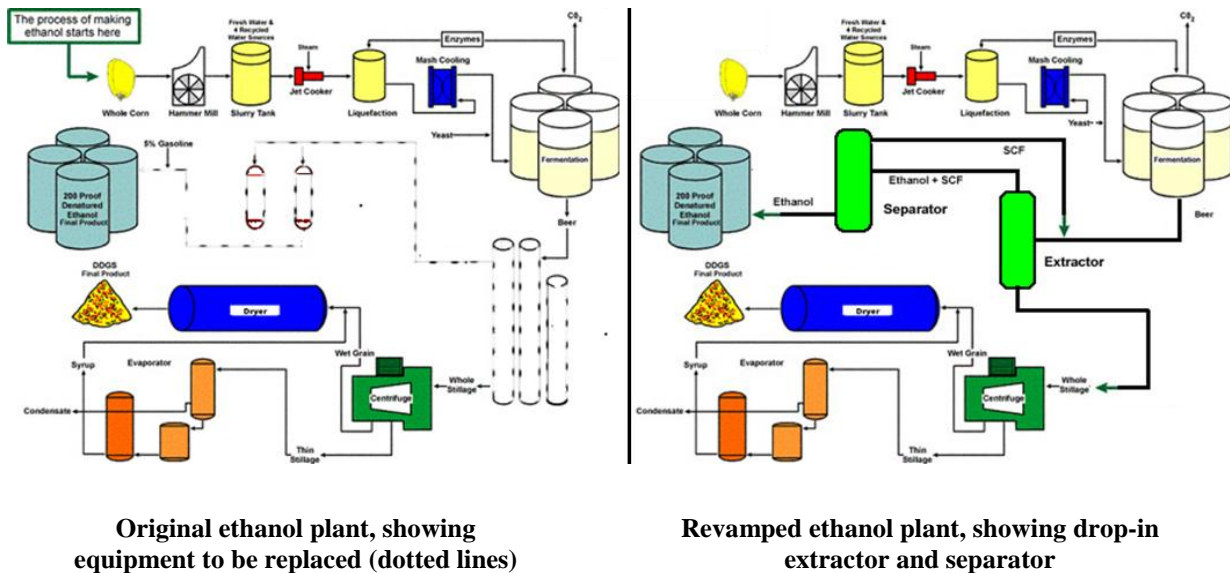 The process of making
ethanol starts here
Whole Corn
Hammer Mill
Fresh Water &
4 Recycled
Water Sources
Slurry Tank
Steam
Jet Cooker
Liquefaction
Enzymes
Mash Cooling
Yeast
CO₂
Fermentation
Beer
5% Gasoline
200 Proof
Denatured
Ethanol
Final Product
DDGS
Final Product
Dryer
Syrup
Evaporator
Condensate
Wet Grain
Centrifuge
Whole
Stillage
Thin
Stillage
Original ethanol plant, showing
equipment to be replaced (dotted lines)
Whole Corn
Hammer Mill
Fresh Water &
4 Recycled
Water Sources
Slurry Tank
Steam
Jet Cooker
Liquefaction
Enzymes
Mash Cooling
Yeast
CO₂
Fermentation
Beer
SCF
Ethanol + SCF
Ethanol
Separator
Extractor
200 Proof
Denatured
Ethanol
Final Product
DDGS
Final Product
Dryer
Syrup
Evaporator
Condensate
Wet Grain
Centrifuge
Whole
Stillage
Thin
Stillage
Revamped ethanol plant, showing drop-in
extractor and separator